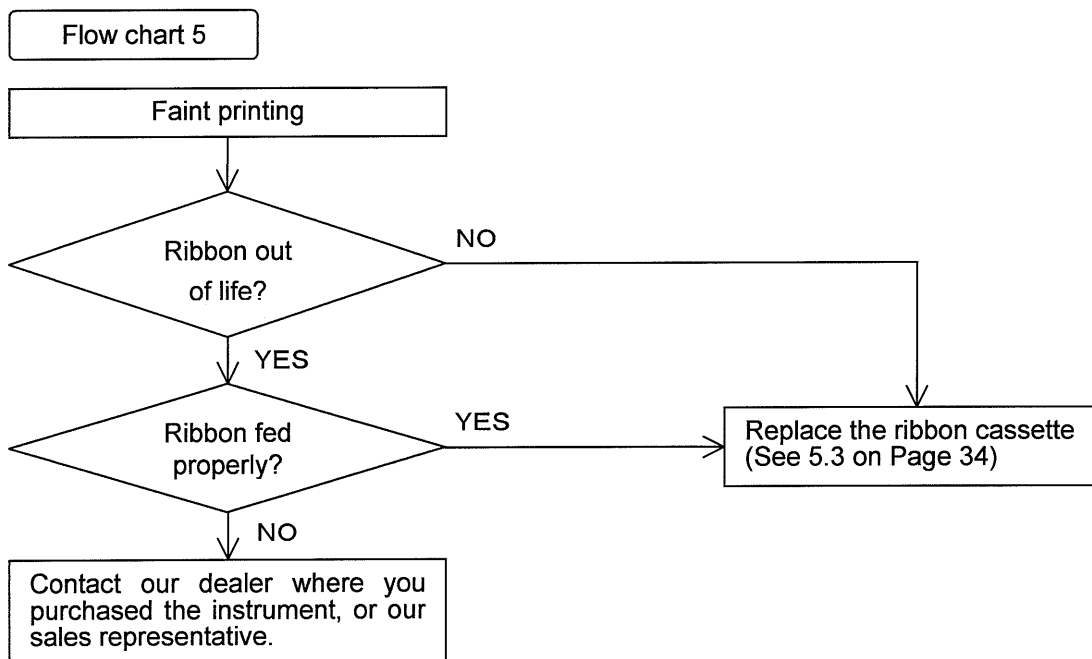 Flow chart 5
Faint printing
Ribbon out
of life?
NO
YES
Ribbon fed
properly?
YES
Replace the ribbon cassette
(See 5.3 on Page 34)
NO
Contact our dealer where you
purchased the instrument, or our
sales representative.